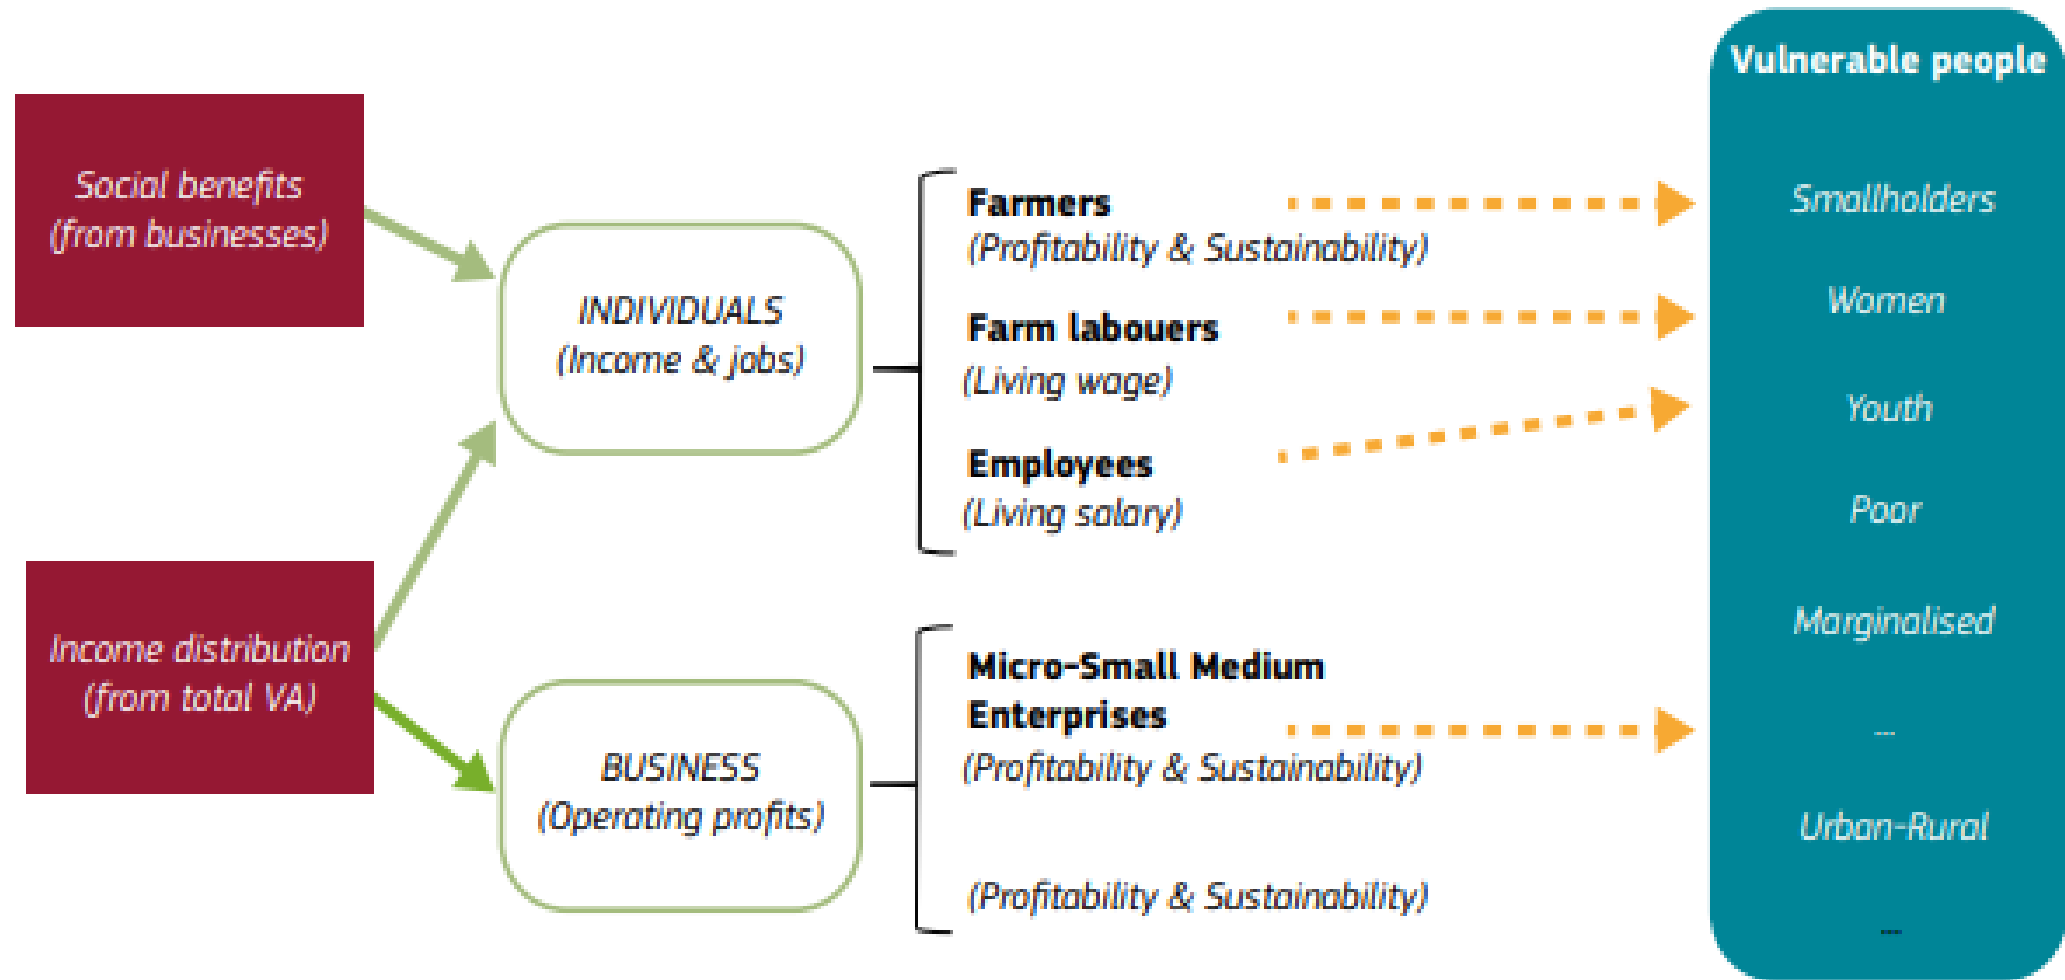 Social benefits
(from businesses)
Income distribution
(from total VA)
INDIVIDUALS
(Income & jobs)
BUSINESS
(Operating profits)
Farmers
(Profitability & Sustainability)
Farm labouers
(Living wage)
Employees
(Living salary)
Micro-Small Medium
Enterprises
(Profitability & Sustainability)
(Profitability & Sustainability)
Vulnerable people
Smallholders
Women
Youth
Poor
Marginalised
...
Urban-Rural
...